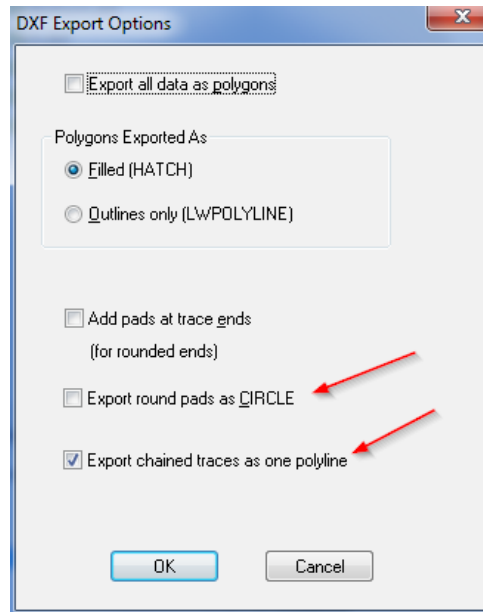 DXF Export Options
Export all data as polygons
Polygons Exported As
Filled (HATCH)
Outlines only (LWPOLYLINE)
Add pads at trace ends
(for rounded ends)
Export round pads as CIRCLE
Export chained traces as one polyline
OK
Cancel